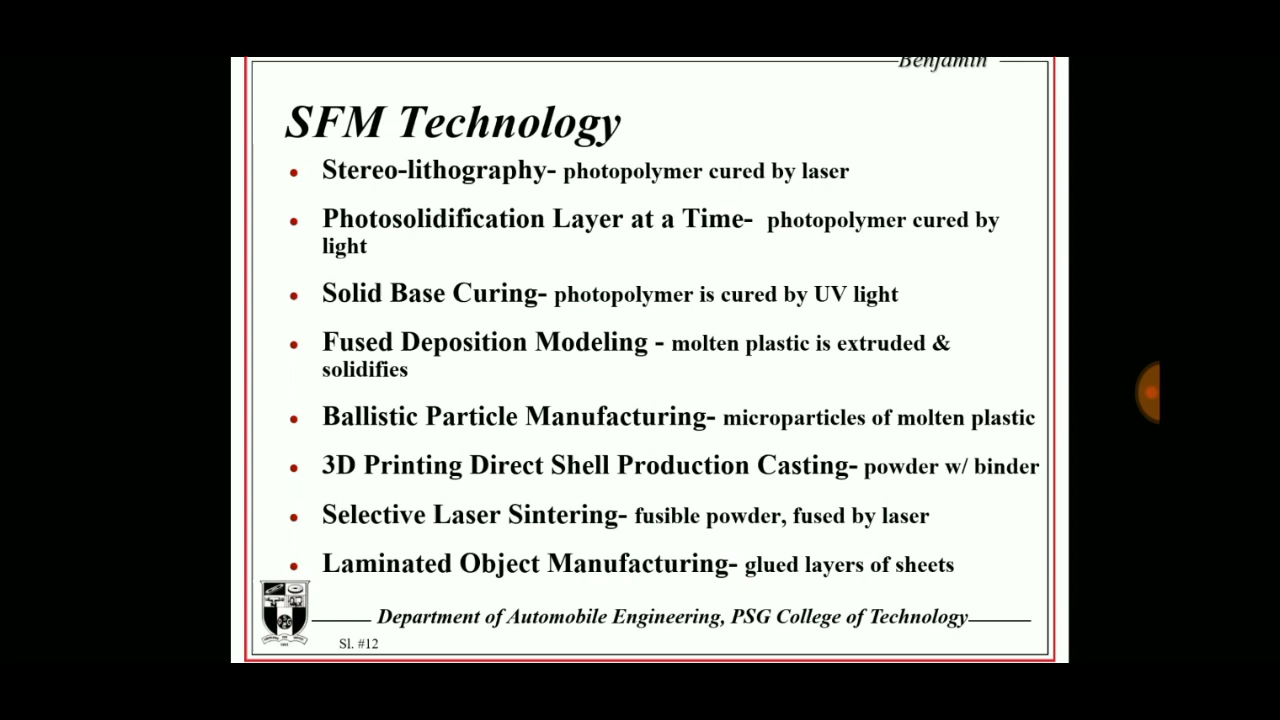 Benjamin
SFM Technology
• Stereo-lithography- photopolymer cured by laser
• Photosolidification Layer at a Time- photopolymer cured by
light
• Solid Base Curing- photopolymer is cured by UV light
• Fused Deposition Modeling - molten plastic is extruded &
solidifies
• Ballistic Particle Manufacturing- microparticles of molten plastic
• 3D Printing Direct Shell Production Casting- powder w/ binder
• Selective Laser Sintering- fusible powder, fused by laser
• Laminated Object Manufacturing- glued layers of sheets
Department of Automobile Engineering, PSG College of Technology
Sl. #12